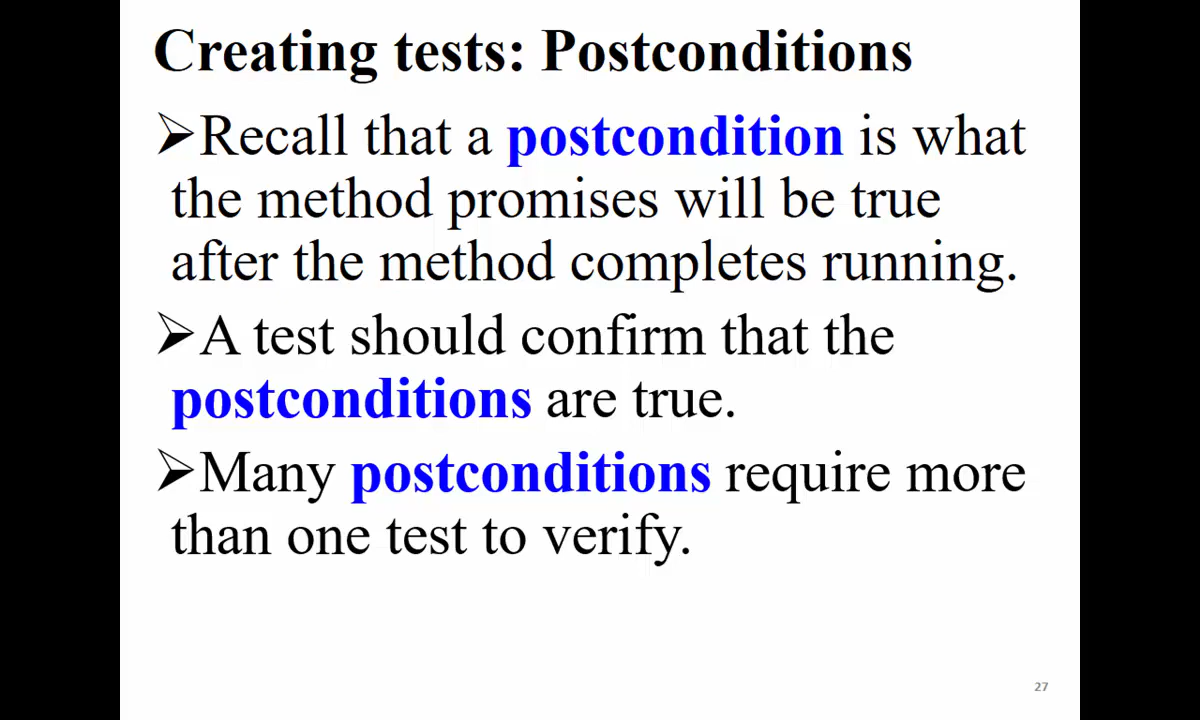 Creating tests: Postconditions
➢Recall that a postcondition is what
the method promises will be true
after the method completes running.
➢A test should confirm that the
postconditions are true.
➢Many postconditions require more
than one test to verify.
27